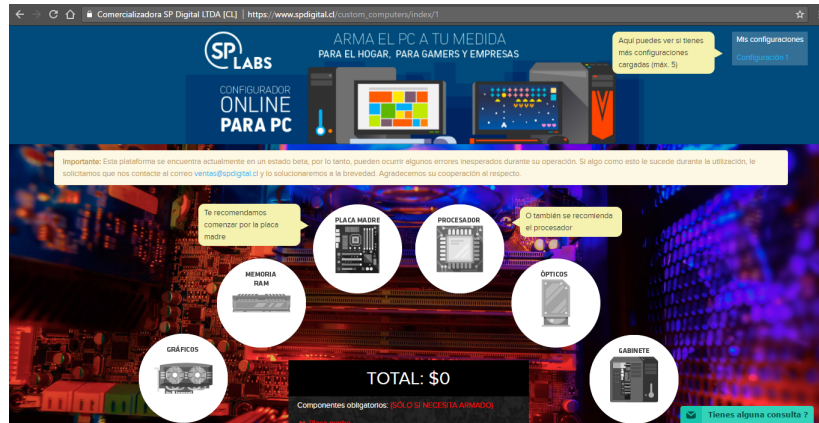 Comercializadora SP Digital LTDA [CL] | https://www.spdigital.cl/custom_computers/index/1
SP LABS
ARMA EL PC A TU MEDIDA
PARA EL HOGAR, PARA GAMERS Y EMPRESAS
CONFIGURADOR
ONLINE
PARA PC
Aquí puedes ver si tienes
más configuraciones
cargadas (máx. 5)
Mis configuraciones
Configuración 1
Importante: Esta plataforma se encuentra actualmente en un estado beta, por lo tanto, pueden ocurrir algunos errores inesperados durante su operación. Si algo como esto le sucede durante la utilización, le
solicitamos que nos contacte al correo ventas@spdigital.cl y lo solucionaremos a la brevedad. Agradecemos su cooperación al respecto.
Te recomendamos
comenzar por la placa
madre
PLACA MADRE
PROCESADOR
O también se recomienda
el procesador
MEMORIA
RAM
ÓPTICOS
GRÁFICOS
GABINETE
TOTAL: $0
Componentes obligatorios: (SÓLO SI NECESITA ARMADO)
Placa madre
Tienes alguna consulta ?